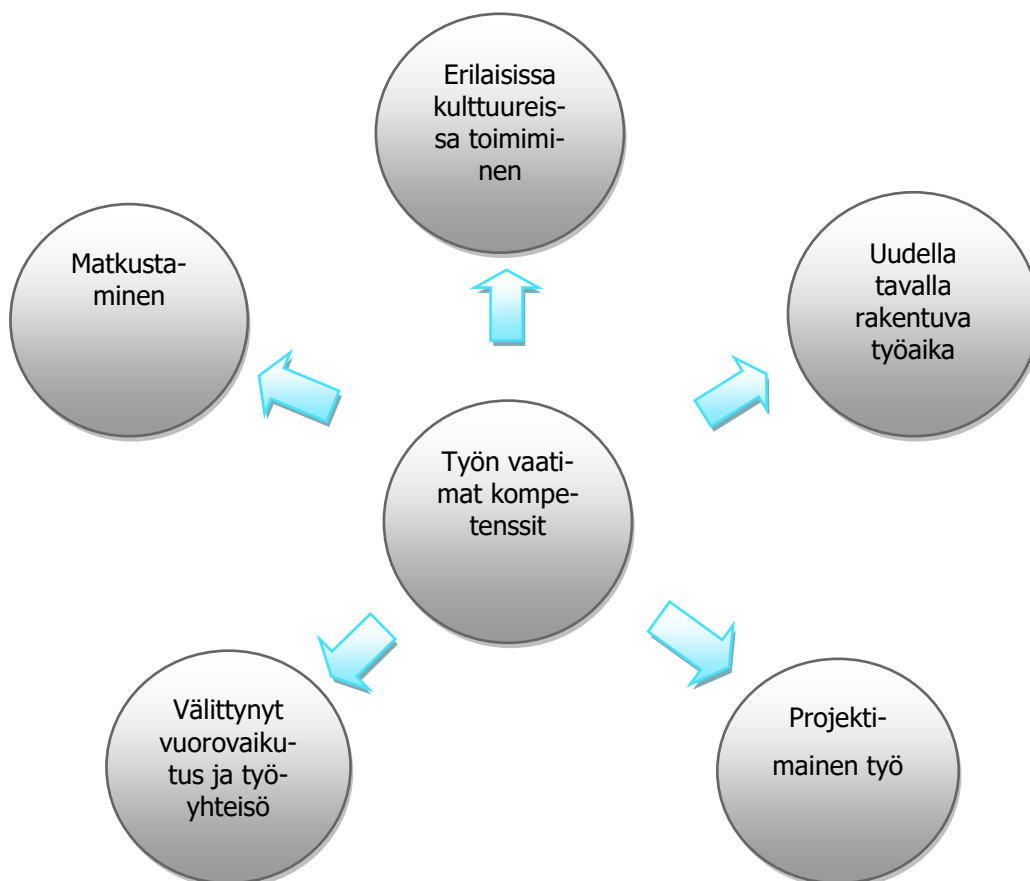 Erilaisissa
kulttuureis-
sa toimimi-
nen
Matkusta-
minen
Uudella
tavalla
rakentuva
työaika
Työn vaati-
mat kompe-
tenssit
Välittynyt
vuorovaiku-
tus ja työ-
yhteisö
Projekti-
mainen työ